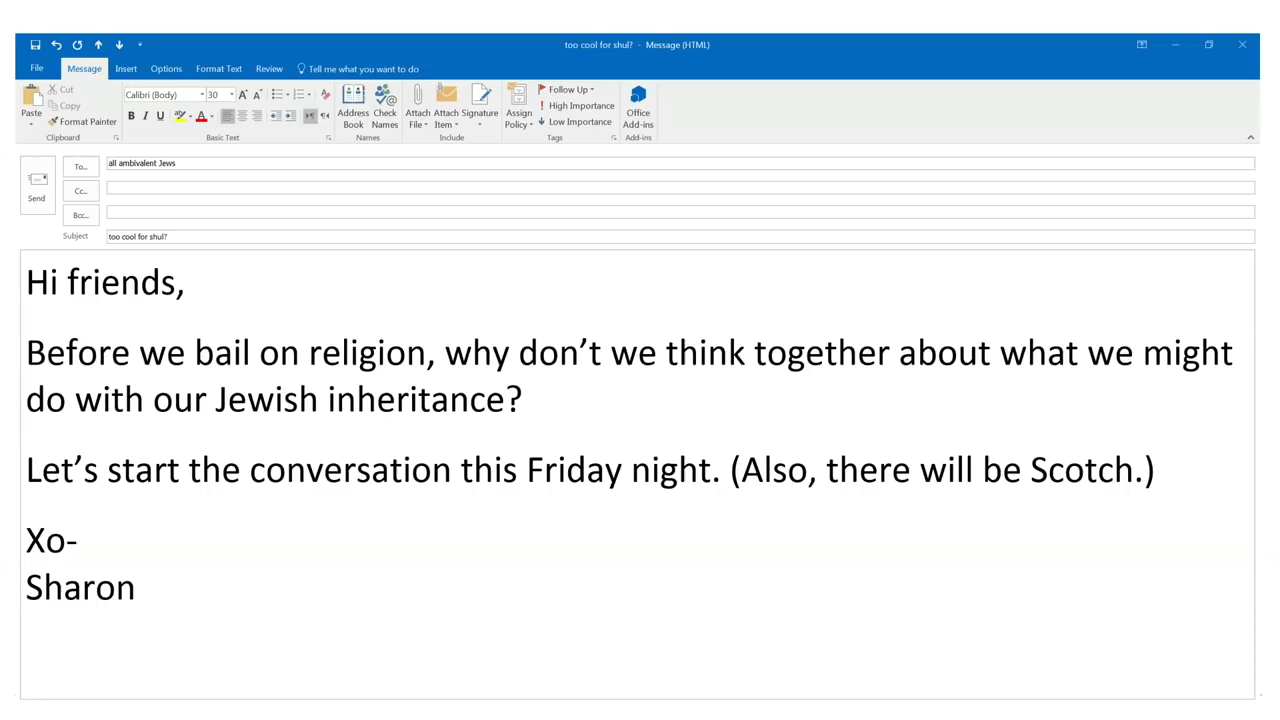 too cool for shul? - Message (HTML)
File Message Insert Options Format Text Review Tell me what you want to do
Cut
Copy
Format Painter
Paste
Clipboard
Calibri (Body) 30
B I U
Basic Text
Address Book
Check Names
Names
Attach File
Attach Item
Signature
Include
Assign Policy
Follow Up
High Importance
Low Importance
Tags
Office Add-ins
Add-ins
Send
To... all ambivalent Jews
Cc...
Bcc...
Subject too cool for shul?
Hi friends,
Before we bail on religion, why don’t we think together about what we might
do with our Jewish inheritance?
Let’s start the conversation this Friday night. (Also, there will be Scotch.)
Xo-
Sharon